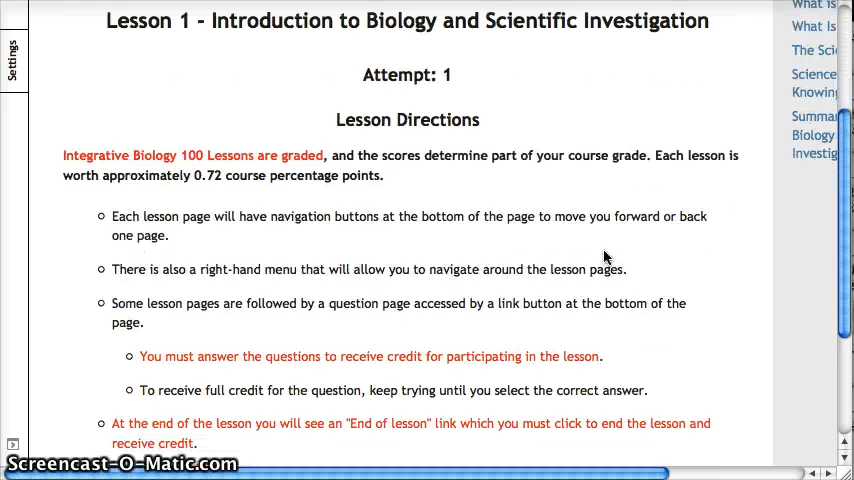 Lesson 1 - Introduction to Biology and Scientific Investigation
What is
What Is
The Scie
Science
Knowing
Summar
Biology
Investig
Settings
Attempt: 1
Lesson Directions
Integrative Biology 100 Lessons are graded, and the scores determine part of your course grade. Each lesson is
worth approximately 0.72 course percentage points.
Each lesson page will have navigation buttons at the bottom of the page to move you forward or back
one page.
There is also a right-hand menu that will allow you to navigate around the lesson pages.
Some lesson pages are followed by a question page accessed by a link button at the bottom of the
page.
You must answer the questions to receive credit for participating in the lesson.
To receive full credit for the question, keep trying until you select the correct answer.
At the end of the lesson you will see an "End of lesson" link which you must click to end the lesson and
receive credit.
Screencast-O-Matic.com